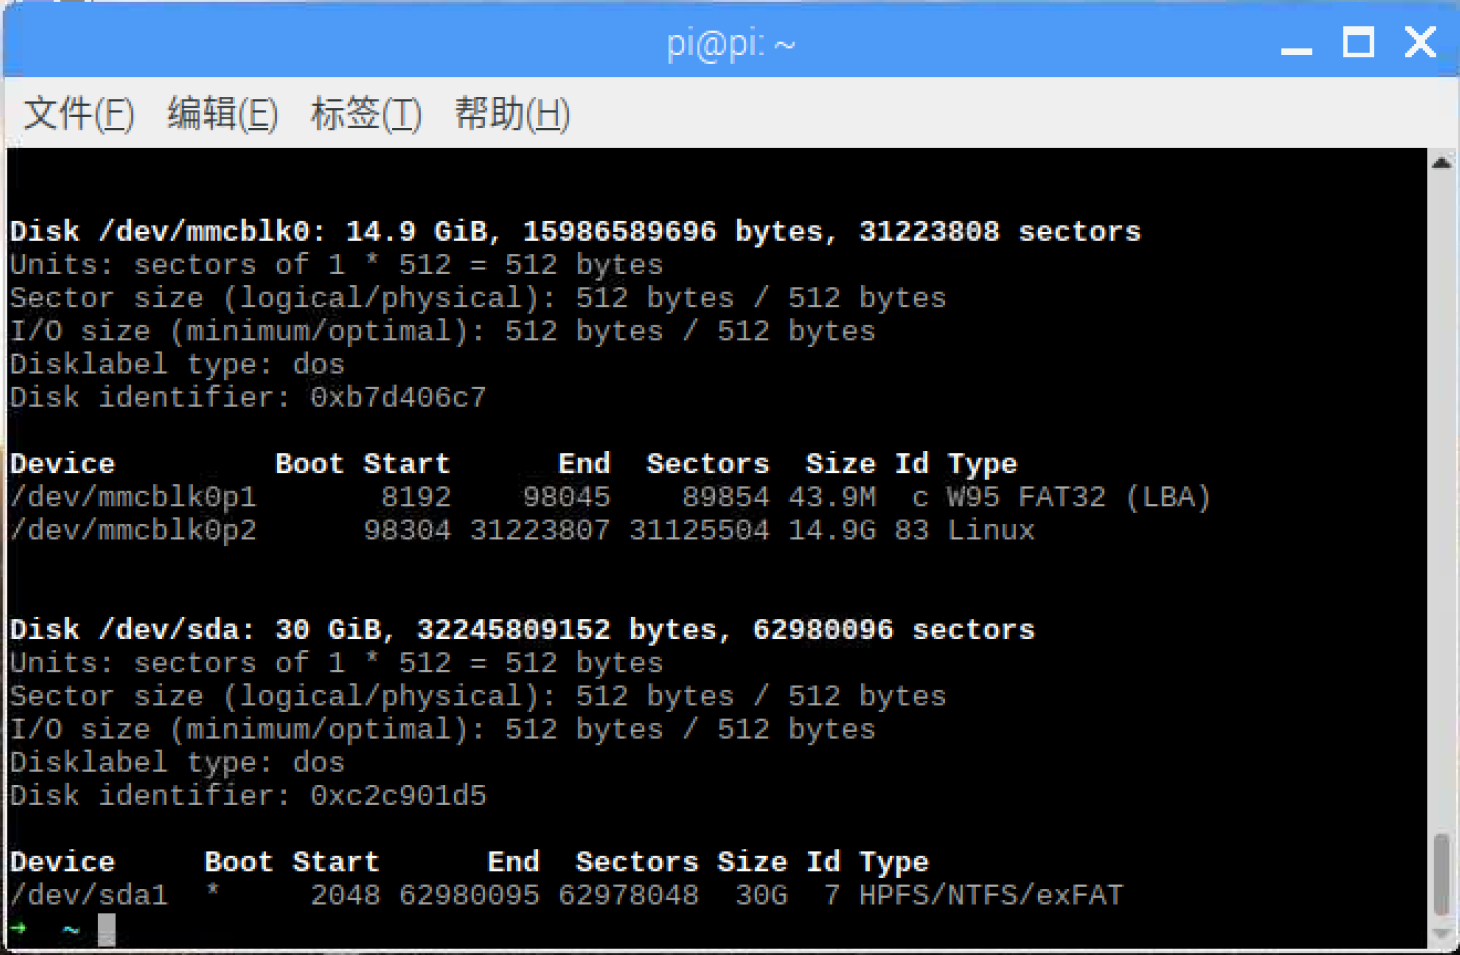 pi@pi: ~
文件(F) 编辑(E) 标签(T) 帮助(H)
Disk /dev/mmcblk0: 14.9 GiB, 15986589696 bytes, 31223808 sectors
Units: sectors of 1 * 512 = 512 bytes
Sector size (logical/physical): 512 bytes / 512 bytes
I/O size (minimum/optimal): 512 bytes / 512 bytes
Disklabel type: dos
Disk identifier: 0xb7d406c7
Device         Boot Start      End  Sectors  Size Id Type
/dev/mmcblk0p1       8192    98045    89854 43.9M  c W95 FAT32 (LBA)
/dev/mmcblk0p2      98304 31223807 31125504 14.9G 83 Linux
Disk /dev/sda: 30 GiB, 32245809152 bytes, 62980096 sectors
Units: sectors of 1 * 512 = 512 bytes
Sector size (logical/physical): 512 bytes / 512 bytes
I/O size (minimum/optimal): 512 bytes / 512 bytes
Disklabel type: dos
Disk identifier: 0xc2c901d5
Device     Boot Start      End  Sectors Size Id Type
/dev/sda1  *     2048 62980095 62978048  30G  7 HPFS/NTFS/exFAT
→  ~